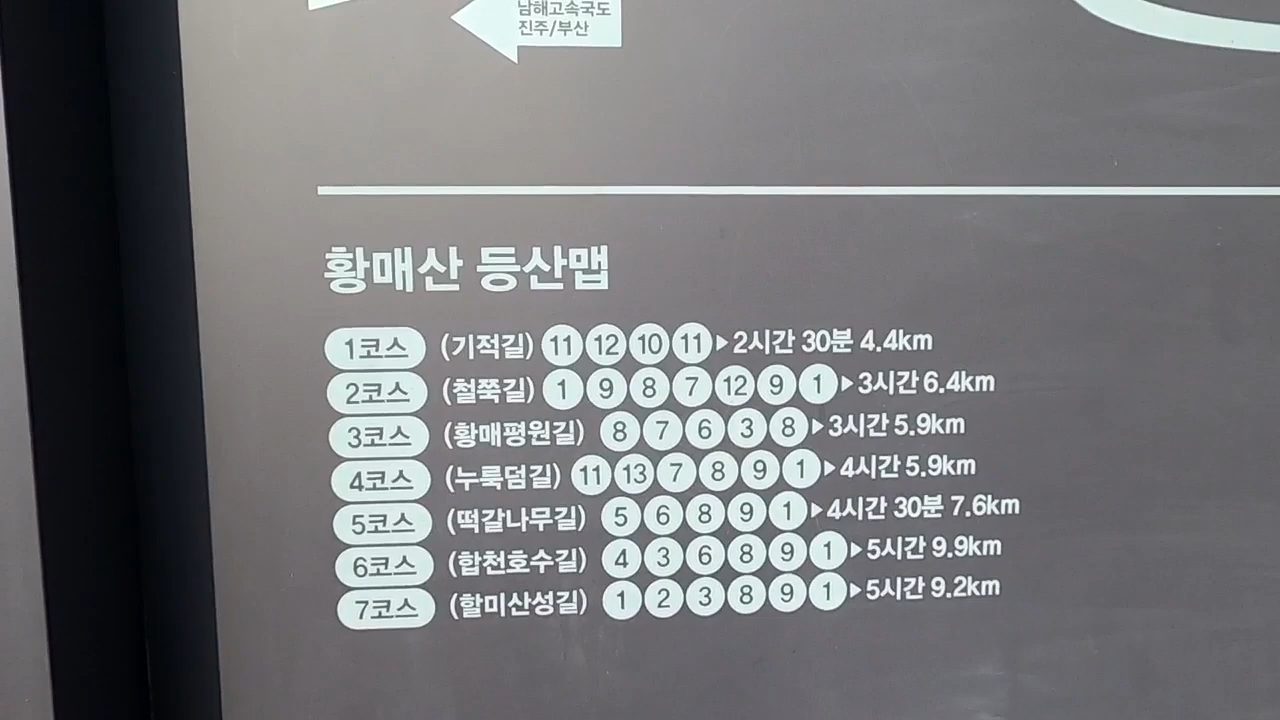 남해고속국도
진주/부산
황매산 등산맵
1코스 (기적길) 11 12 10 11 ▶ 2시간 30분 4.4km
2코스 (철쭉길) 1 9 8 7 12 9 1 ▶ 3시간 6.4km
3코스 (황매평원길) 8 7 6 3 8 ▶ 3시간 5.9km
4코스 (누룩덤길) 11 13 7 8 9 1 ▶ 4시간 5.9km
5코스 (떡갈나무길) 5 6 8 9 1 ▶ 4시간 30분 7.6km
6코스 (합천호수길) 4 3 6 8 9 1 ▶ 5시간 9.9km
7코스 (할미산성길) 1 2 3 8 9 1 ▶ 5시간 9.2km